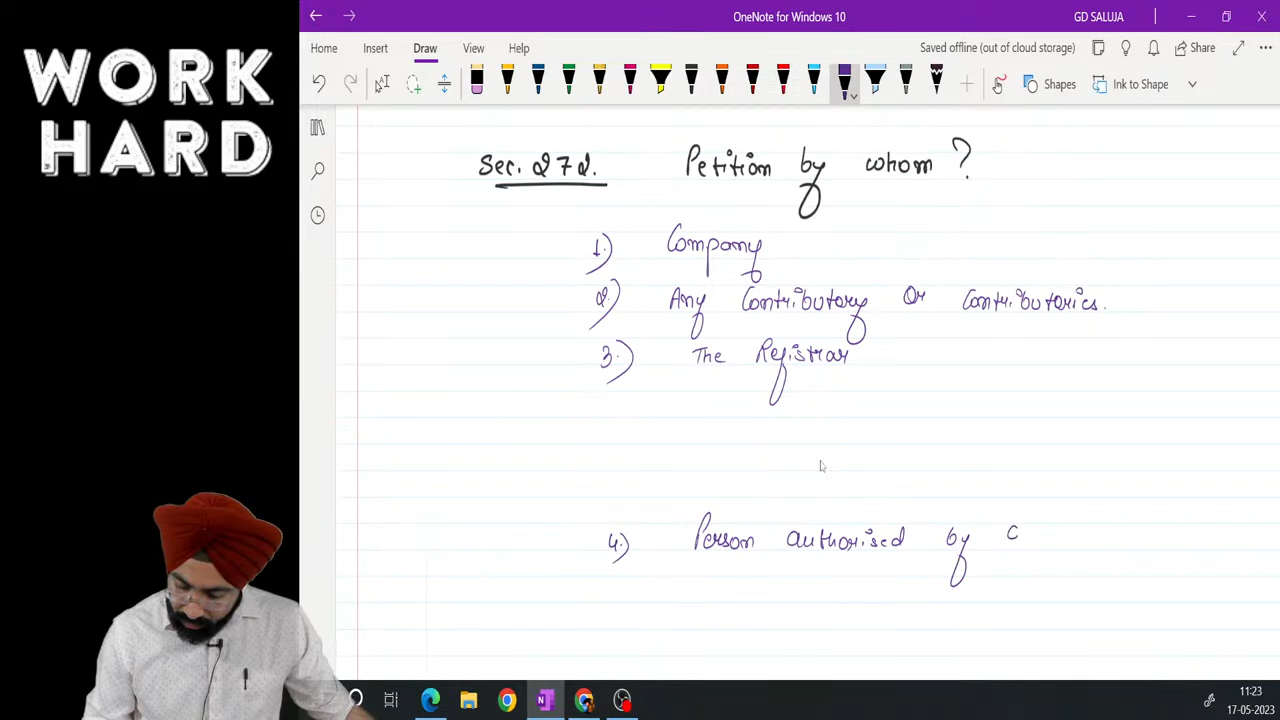 WORK
HARD
OneNote for Windows 10
GD SALUJA
Home Insert Draw View Help
Saved offline (out of cloud storage)
Share
Shapes
Ink to Shape
Sec. 272. Petition by whom ?
1.) Company
2.) Any Contributory Or Contributories.
3.) The Registrar
4.) Person authorised by C
11:23
17-05-2023